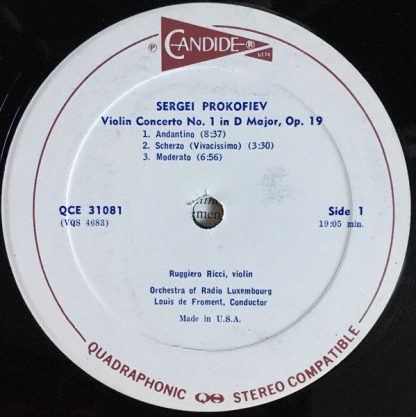 ℗ CANDIDE ®
VOX
SERGEI PROKOFIEV
Violin Concerto No. 1 in D Major, Op. 19
1. Andantino (8:37)
2. Scherzo (Vivacissimo) (3:30)
3. Moderato (6:56)
QCE 31081
(VQS 4683)
Side 1
19:05 min.
Ruggiero Ricci, violin
Orchestra of Radio Luxembourg
Louis de Froment, Conductor
Made in U.S.A.
QUADRAPHONIC QS STEREO COMPATIBLE